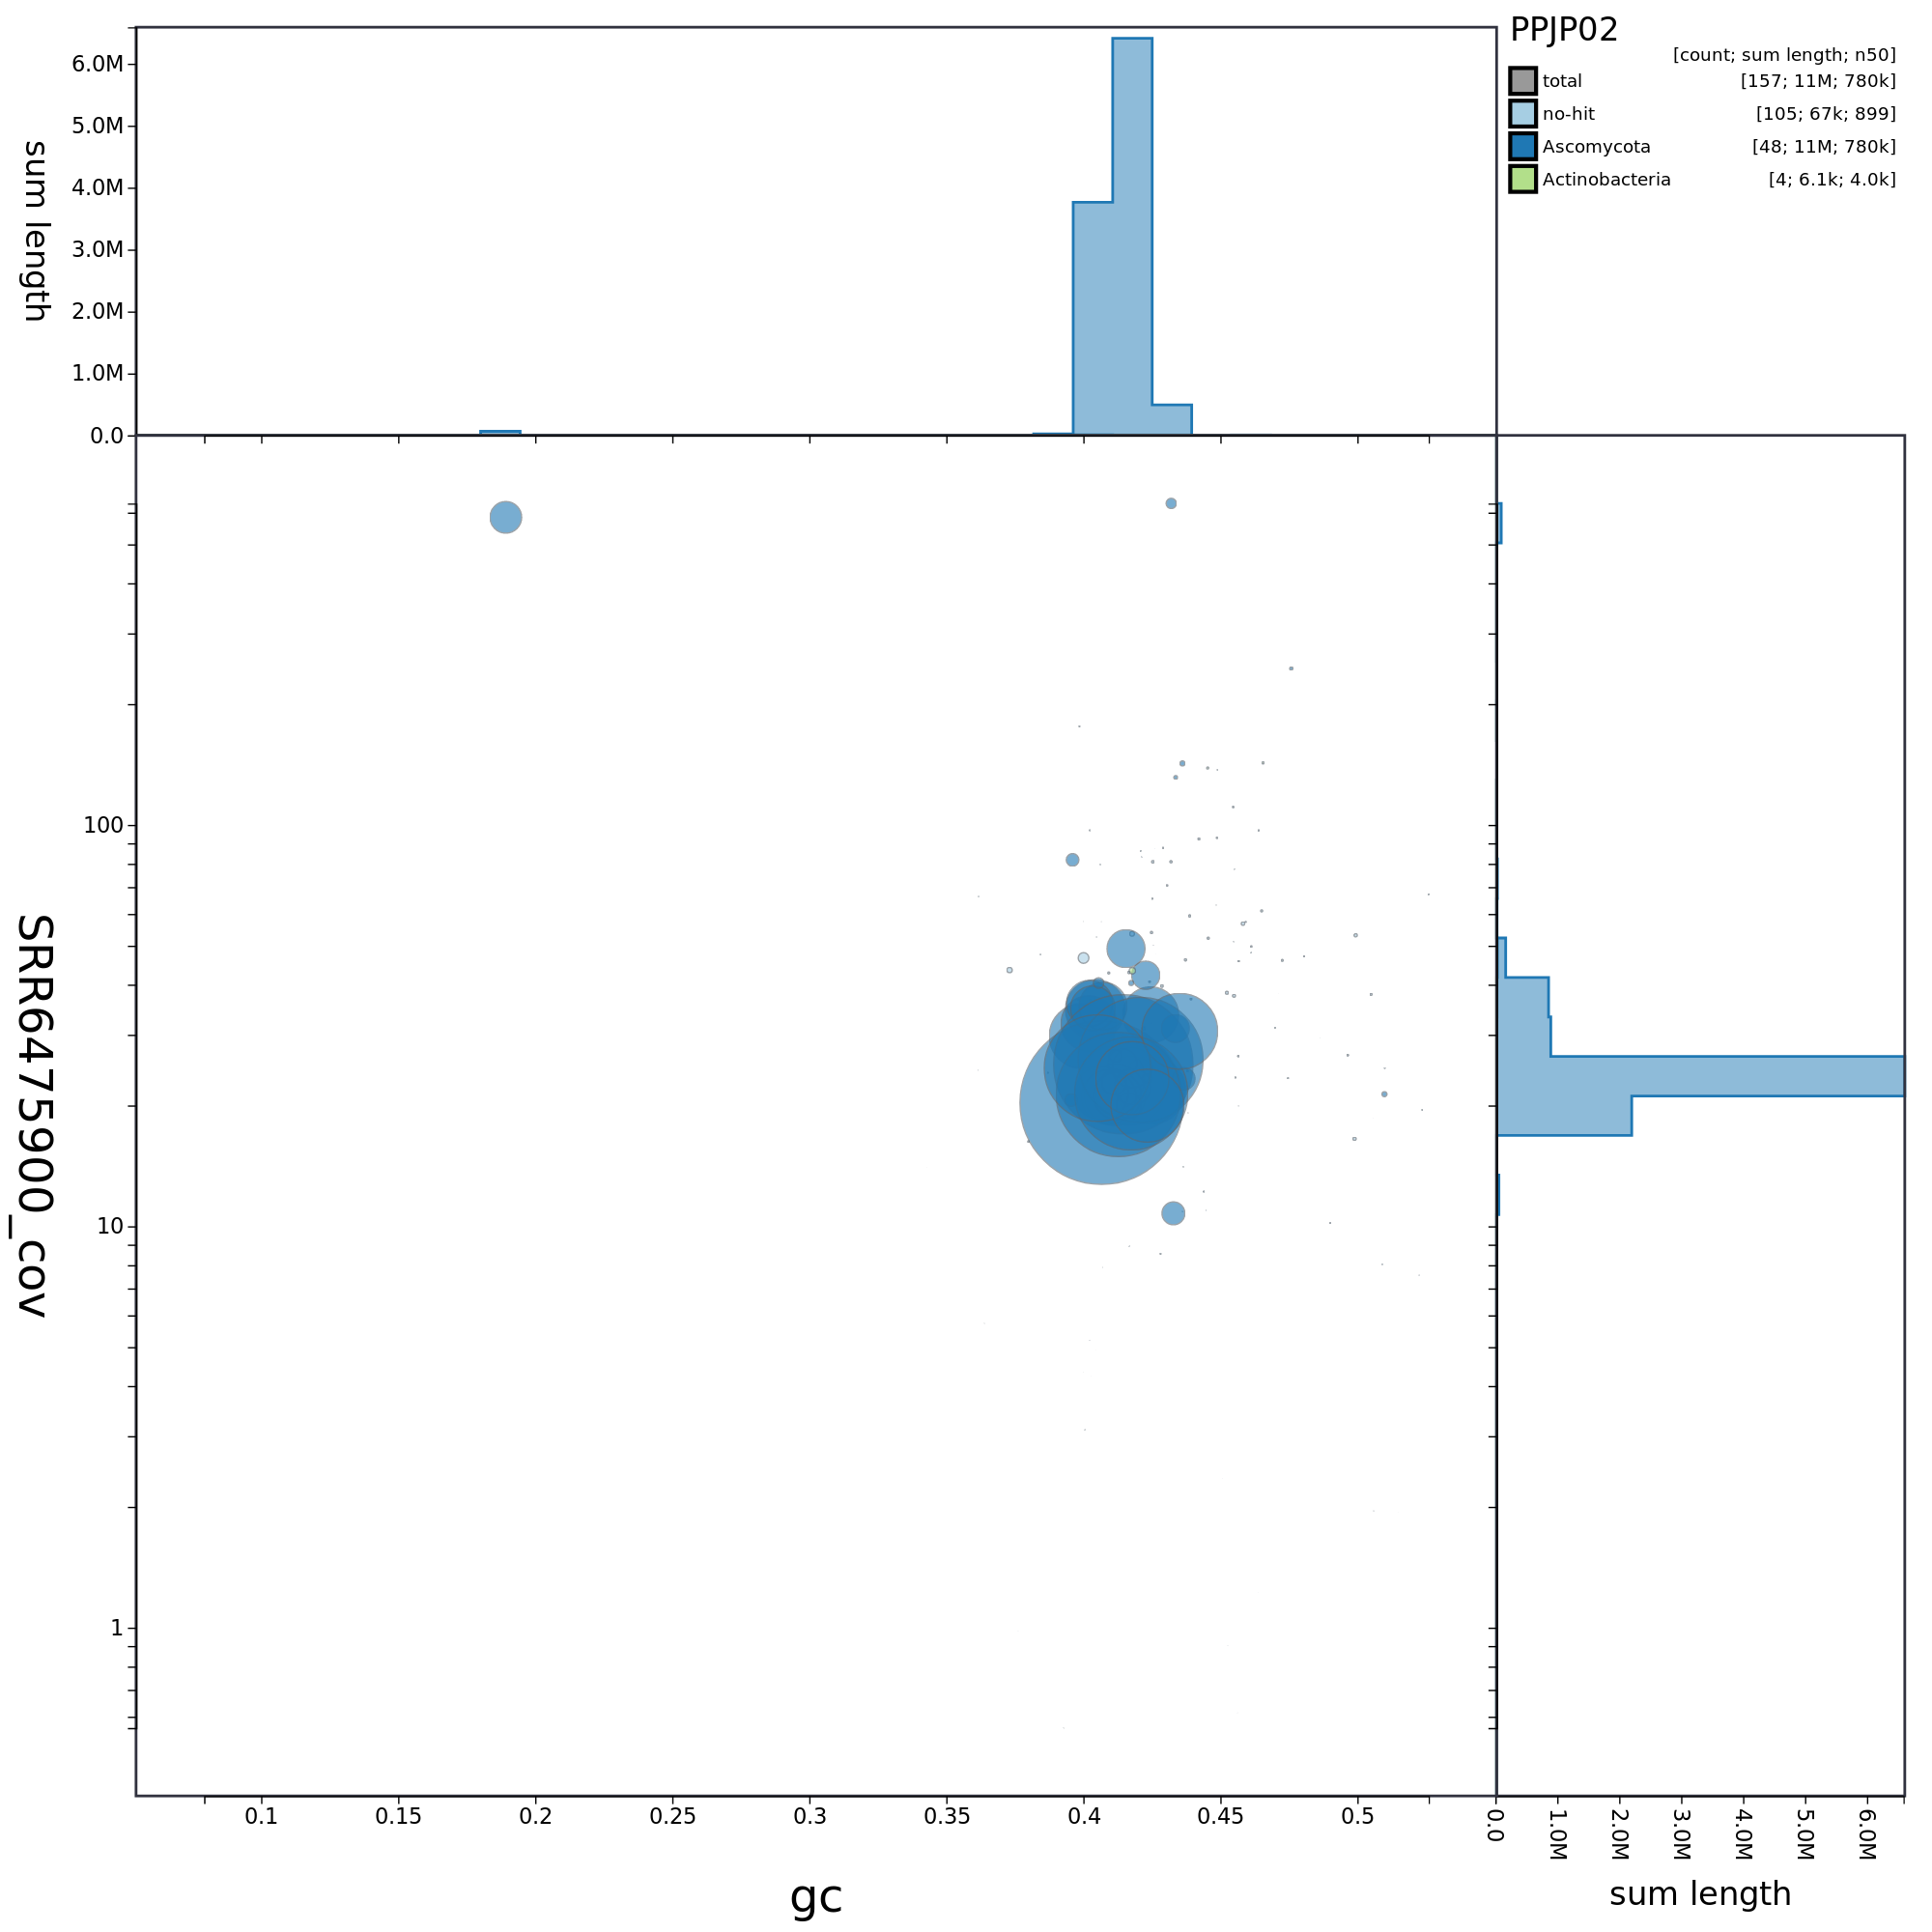 PPJP02
[count; sum length; n50]
total [157; 11M; 780k]
no-hit [105; 67k; 899]
Ascomycota [48; 11M; 780k]
Actinobacteria [4; 6.1k; 4.0k]
sum length
6.0M
5.0M
4.0M
3.0M
2.0M
1.0M
0.0
SRR6475900_cov
100
10
1
0.1 0.15 0.2 0.25 0.3 0.35 0.4 0.45 0.5
gc
0.0 1.0M 2.0M 3.0M 4.0M 5.0M 6.0M
sum length